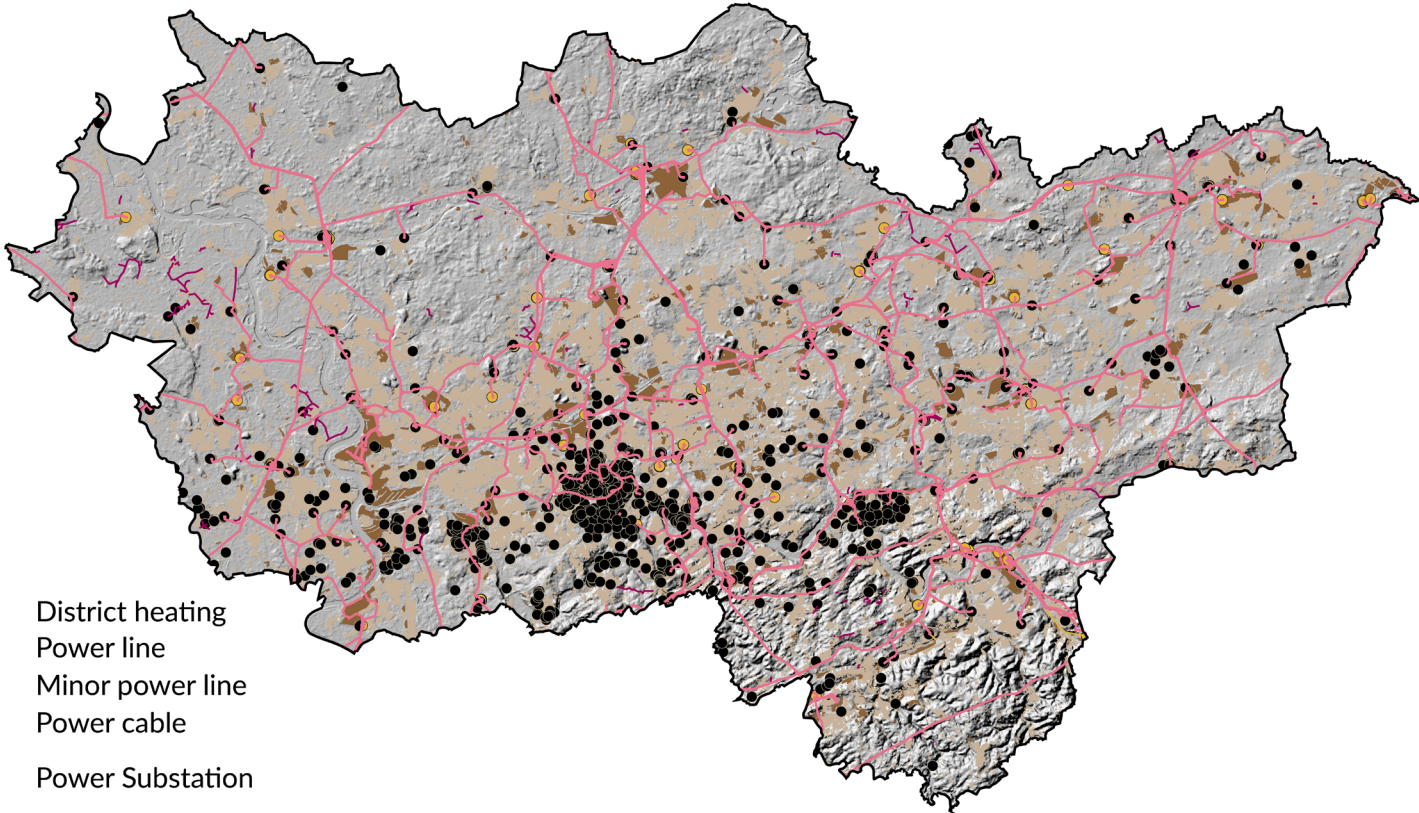 District heating
Power line
Minor power line
Power cable
Power Substation